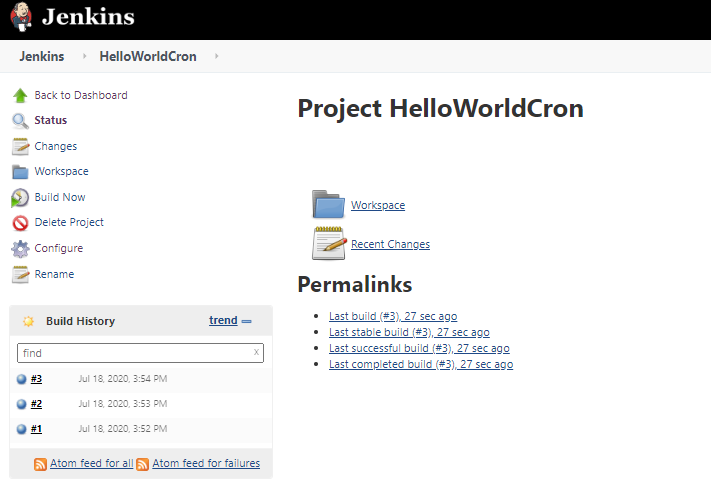 Jenkins
Jenkins HelloWorldCron
Back to Dashboard
Status
Changes
Workspace
Build Now
Delete Project
Configure
Rename
Build History trend
find x
#3 Jul 18, 2020, 3:54 PM
#2 Jul 18, 2020, 3:53 PM
#1 Jul 18, 2020, 3:52 PM
Atom feed for all Atom feed for failures
Project HelloWorldCron
Workspace
Recent Changes
Permalinks
Last build (#3), 27 sec ago
Last stable build (#3), 27 sec ago
Last successful build (#3), 27 sec ago
Last completed build (#3), 27 sec ago